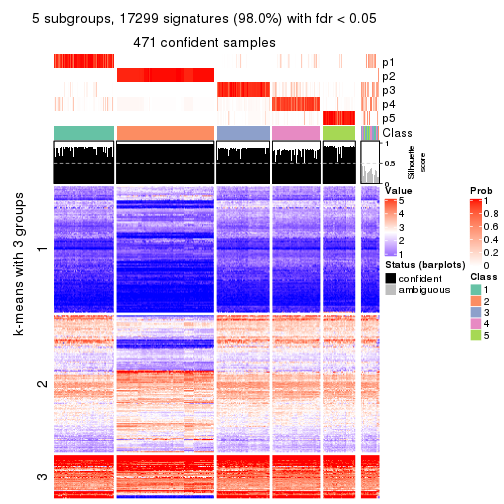 5 subgroups, 17299 signatures (98.0%) with fdr < 0.05
471 confident samples
p1
p2
p3
p4
p5
Class
1
0.5
0
Silhouette
score
k-means with 3 groups
1
2
3
Value
5
4
3
2
1
Status (barplots)
confident
ambiguous
Prob
1
0.8
0.6
0.4
0.2
0
Class
1
2
3
4
5